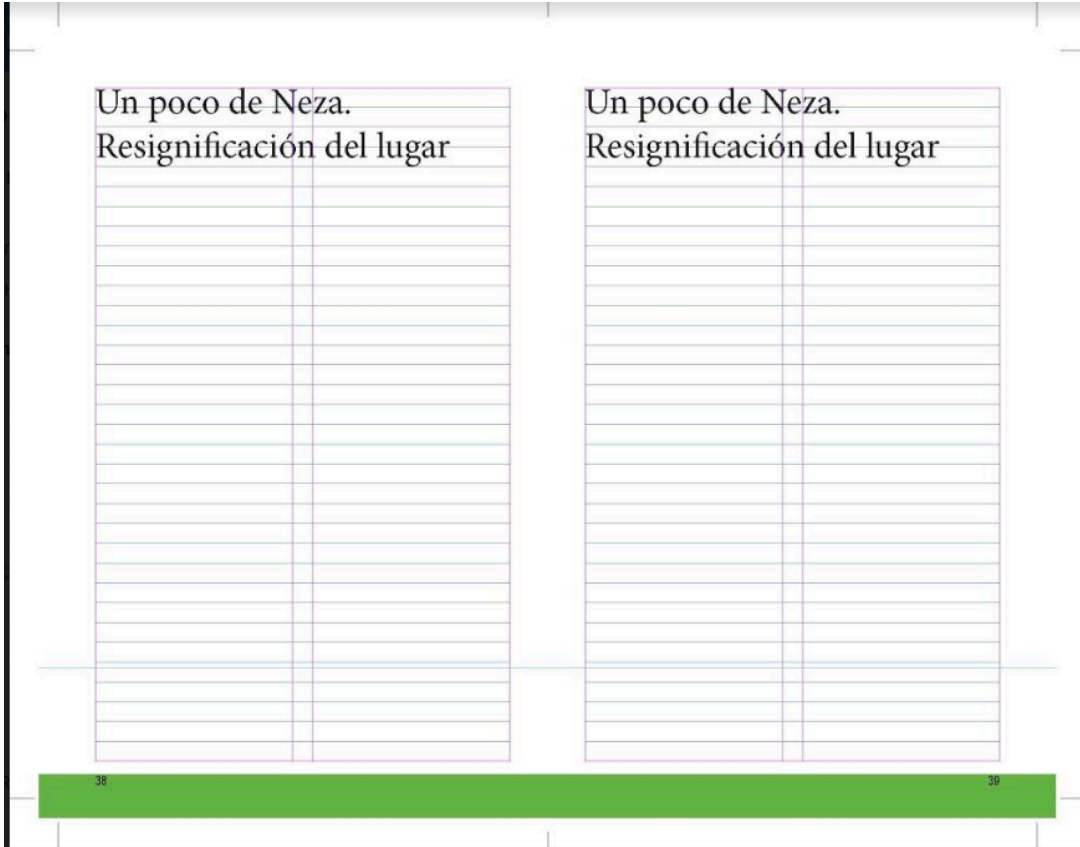 Un poco de Neza.
Resignificación del lugar
Un poco de Neza.
Resignificación del lugar
38
39